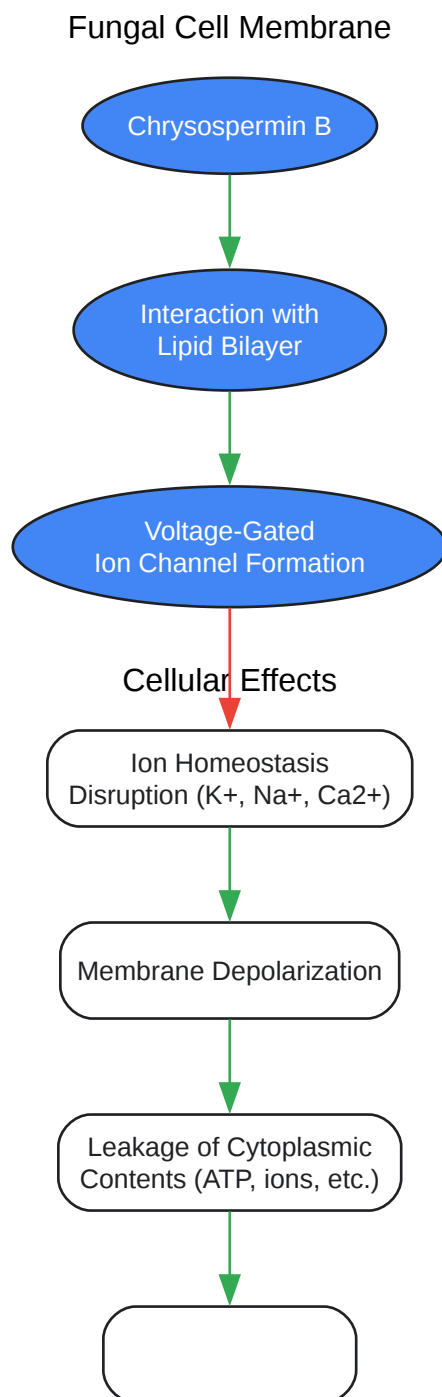 Fungal Cell Membrane
Chrysospermin B
Interaction with
Lipid Bilayer
Voltage-Gated
Ion Channel Formation
Cellular Effects
Ion Homeostasis
Disruption (K+, Na+, Ca2+)
Membrane Depolarization
Leakage of Cytoplasmic
Contents (ATP, ions, etc.)